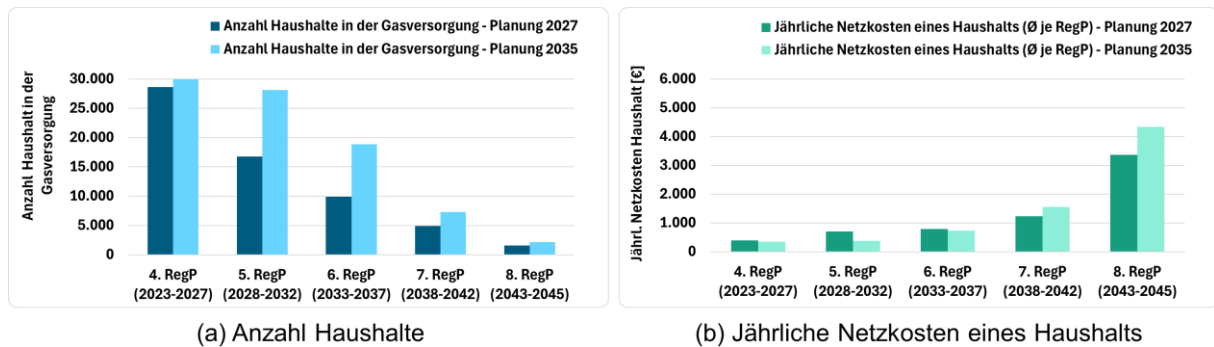 Anzahl Haushalte in der Gasversorgung - Planung 2027
Anzahl Haushalte in der Gasversorgung - Planung 2035
Anzahl Haushalt in der
Gasversorgung
30.000
25.000
20.000
15.000
10.000
5.000
0
4. RegP 5. RegP 6. RegP 7. RegP 8. RegP
(2023-2027) (2028-2032) (2033-2037) (2038-2042) (2043-2045)
(a) Anzahl Haushalte
Jährliche Netzkosten eines Haushalts (Ø je RegP) - Planung 2027
Jährliche Netzkosten eines Haushalts (Ø je RegP) - Planung 2035
Jährl. Netzkosten Haushalt [€]
6.000
5.000
4.000
3.000
2.000
1.000
0
4. RegP 5. RegP 6. RegP 7. RegP 8. RegP
(2023-2027) (2028-2032) (2033-2037) (2038-2042) (2043-2045)
(b) Jährliche Netzkosten eines Haushalts